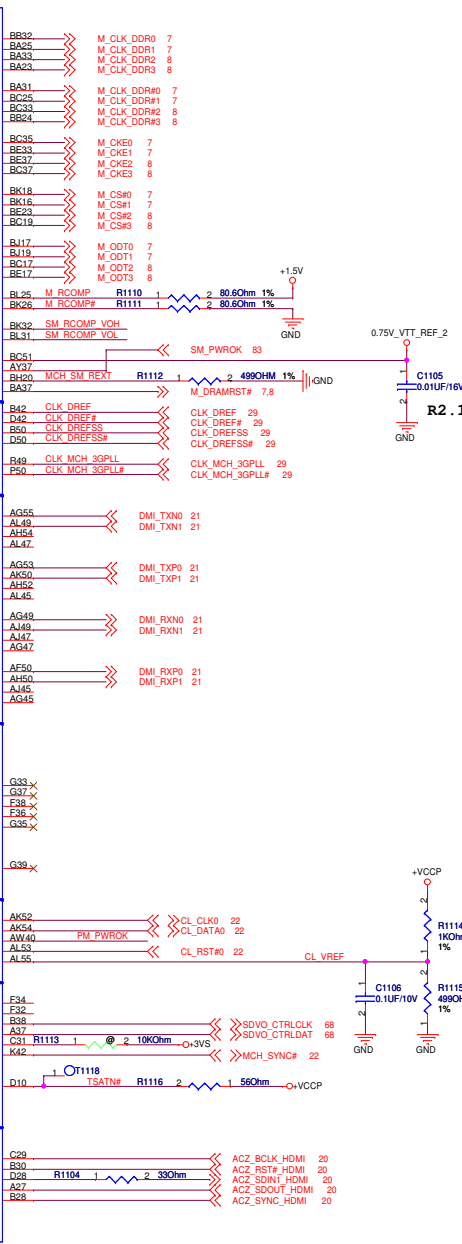 BB32 M_CLK_DDR0 7
BA25 M_CLK_DDR1 7
BA33 M_CLK_DDR2 8
BA23 M_CLK_DDR3 8
BA31 M_CLK_DDR#0 7
BC25 M_CLK_DDR#1 7
BC33 M_CLK_DDR#2 8
BB24 M_CLK_DDR#3 8
BC35 M_CKE0 7
BE33 M_CKE1 7
BE37 M_CKE2 8
BC37 M_CKE3 8
BK18 M_CS#0 7
BK16 M_CS#1 7
BE23 M_CS#2 8
BC19 M_CS#3 8
BJ17 M_ODT0 7
BJ19 M_ODT1 7
BC17 M_ODT2 8
BE17 M_ODT3 8
+1.5V
BL25 M_RCOMP R1110 1 2 80.6Ohm 1%
BK26 M_RCOMP# R1111 1 2 80.6Ohm 1%
GND
BK32 SM_RCOMP_VOH
BL31 SM_RCOMP_VOL
0.75V_VTT_REF_2
SM_PWROK 83
BC51
AY37
BH20 MCH_SM_REXT R1112 1 2 499OHM 1% GND
BA37 M_DRAMRST# 7,8
1 C1105
0.01UF/16V
2
R2.1
GND
B42 CLK_DREF CLK_DREF 29
D42 CLK_DREF# CLK_DREF# 29
B50 CLK_DREFSS CLK_DREFSS 29
D50 CLK_DREFSS# CLK_DREFSS# 29
R49 CLK_MCH_3GPLL CLK_MCH_3GPLL 29
P50 CLK_MCH_3GPLL# CLK_MCH_3GPLL# 29
AG55 DMI_TXN0 21
AL49 DMI_TXN1 21
AH54
AL47
AG53 DMI_TXP0 21
AK50 DMI_TXP1 21
AH52
AL45
AG49 DMI_RXN0 21
AJ49 DMI_RXN1 21
AJ47
AG47
AF50 DMI_RXP0 21
AH50 DMI_RXP1 21
AJ45
AG45
G33
G37
F38
F36
G35
G39
+VCCP
AK52 CL_CLK0 22
AK54 CL_DATA0 22
AW40 PM_PWROK
AL53 CL_RST#0 22
AL55 CL_VREF
2 R1114
1KOhm
1 1%
1 C1106
0.1UF/10V
2
GND
2 R1115
499OH
1 1%
GND
F34
F32
B38 SDVO_CTRLCLK 68
A37 SDVO_CTRLDAT 68
C31 R1113 1 @ 2 10KOhm +3VS
K42 MCH_SYNC# 22
1 T1118
D10 TSATN# R1116 2 1 56Ohm +VCCP
C29 ACZ_BCLK_HDMI 20
B30 ACZ_RST#_HDMI 20
D28 R1104 1 2 33Ohm ACZ_SDIN1_HDMI 20
A27 ACZ_SDOUT_HDMI 20
B28 ACZ_SYNC_HDMI 20